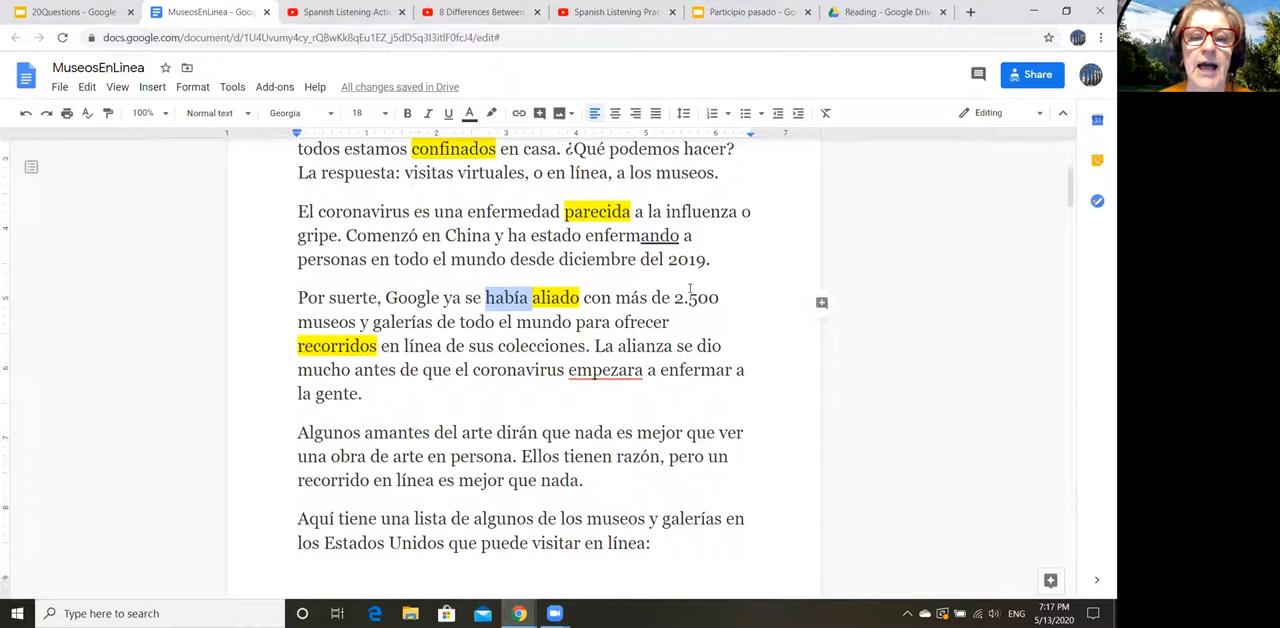 20Questions - Google
MuseosEnLinea - Goog
Spanish Listening Acti
8 Differences Between
Spanish Listening Prac
Participio pasado - Go
Reading - Google Driv
docs.google.com/document/d/1U4Uvumy4cy_rQBwKk8qEu1EZ_j5dD5q3I3itlF0fcJ4/edit#
MuseosEnLinea
File Edit View Insert Format Tools Add-ons Help All changes saved in Drive
Share
100% Normal text Georgia 18 B I U A Editing
1 1 2 3 4 5 6 7
todos estamos confinados en casa. ¿Qué podemos hacer?
La respuesta: visitas virtuales, o en línea, a los museos.
El coronavirus es una enfermedad parecida a la influenza o
gripe. Comenzó en China y ha estado enfermando a
personas en todo el mundo desde diciembre del 2019.
Por suerte, Google ya se había aliado con más de 2.500
museos y galerías de todo el mundo para ofrecer
recorridos en línea de sus colecciones. La alianza se dio
mucho antes de que el coronavirus empezara a enfermar a
la gente.
Algunos amantes del arte dirán que nada es mejor que ver
una obra de arte en persona. Ellos tienen razón, pero un
recorrido en línea es mejor que nada.
Aquí tiene una lista de algunos de los museos y galerías en
los Estados Unidos que puede visitar en línea:
Type here to search
ENG
7:17 PM
5/13/2020